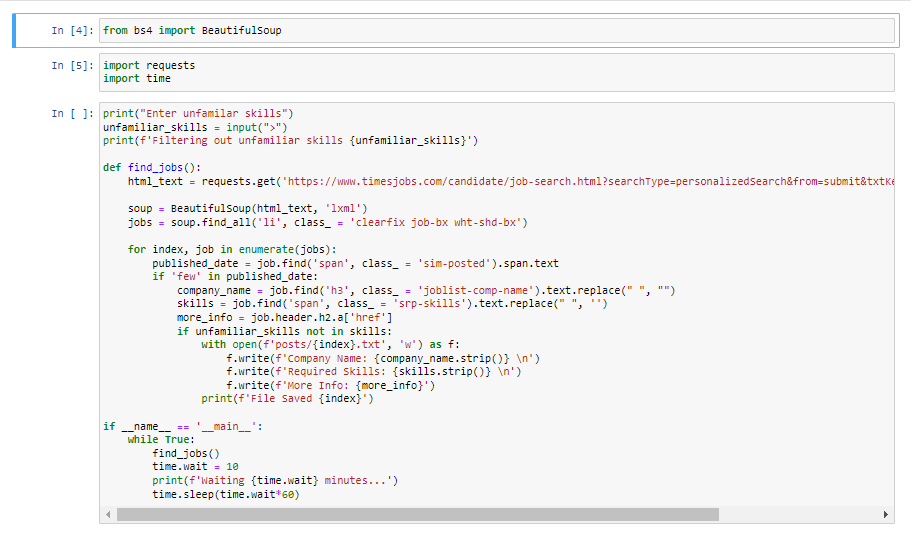 In [4]: from bs4 import BeautifulSoup
In [5]: import requests
import time
In [ ]: print("Enter unfamilar skills")
unfamiliar_skills = input(">")
print(f'Filtering out unfamiliar skills {unfamiliar_skills}')
def find_jobs():
html_text = requests.get('https://www.timesjobs.com/candidate/job-search.html?searchType=personalizedSearch&from=submit&txtKe
soup = BeautifulSoup(html_text, 'lxml')
jobs = soup.find_all('li', class_ = 'clearfix job-bx wht-shd-bx')
for index, job in enumerate(jobs):
published_date = job.find('span', class_ = 'sim-posted').span.text
if 'few' in published_date:
company_name = job.find('h3', class_ = 'joblist-comp-name').text.replace(" ", "")
skills = job.find('span', class_ = 'srp-skills').text.replace(" ", '')
more_info = job.header.h2.a['href']
if unfamiliar_skills not in skills:
with open(f'posts/{index}.txt', 'w') as f:
f.write(f'Company Name: {company_name.strip()} \n')
f.write(f'Required Skills: {skills.strip()} \n')
f.write(f'More Info: {more_info}')
print(f'File Saved {index}')
if __name__ == '__main__':
while True:
find_jobs()
time.wait = 10
print(f'Waiting {time.wait} minutes...')
time.sleep(time.wait*60)